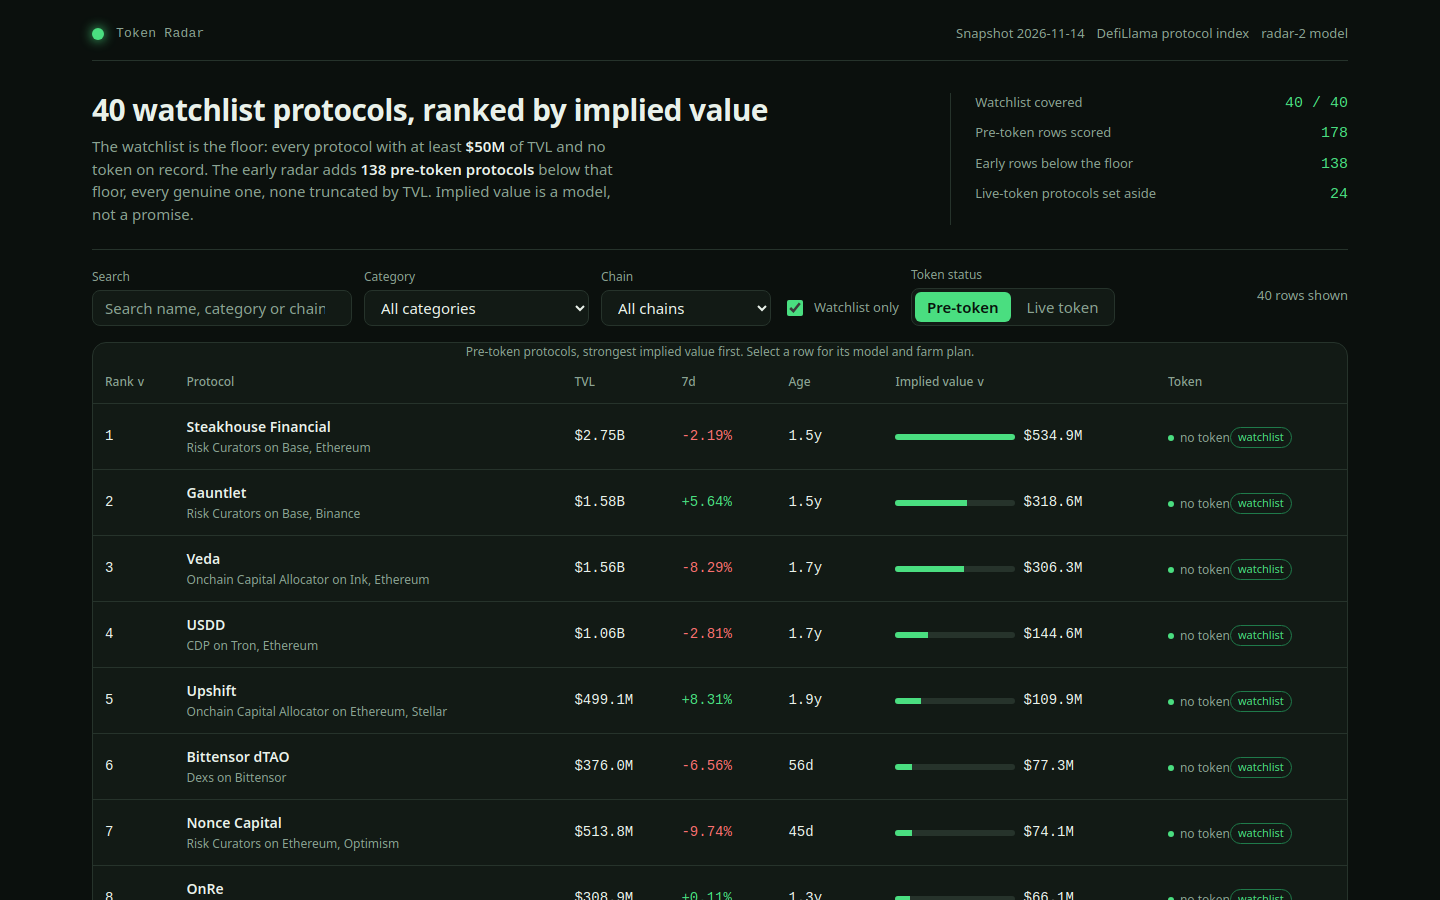 Token Radar
Snapshot 2026-11-14 DefiLlama protocol index radar-2 model
40 watchlist protocols, ranked by implied value
The watchlist is the floor: every protocol with at least $50M of TVL and no
token on record. The early radar adds 138 pre-token protocols below that
floor, every genuine one, none truncated by TVL. Implied value is a model,
not a promise.
Watchlist covered 40 / 40
Pre-token rows scored 178
Early rows below the floor 138
Live-token protocols set aside 24
Search
Search name, category or chain
Category
All categories
Chain
All chains
Watchlist only
Token status
Pre-token Live token
40 rows shown
Pre-token protocols, strongest implied value first. Select a row for its model and farm plan.
Rank v Protocol TVL 7d Age Implied value v Token
1 Steakhouse Financial $2.75B -2.19% 1.5y $534.9M no token watchlist
Risk Curators on Base, Ethereum
2 Gauntlet $1.58B +5.64% 1.5y $318.6M no token watchlist
Risk Curators on Base, Binance
3 Veda $1.56B -8.29% 1.7y $306.3M no token watchlist
Onchain Capital Allocator on Ink, Ethereum
4 USDD $1.06B -2.81% 1.7y $144.6M no token watchlist
CDP on Tron, Ethereum
5 Upshift $499.1M +8.31% 1.9y $109.9M no token watchlist
Onchain Capital Allocator on Ethereum, Stellar
6 Bittensor dTAO $376.0M -6.56% 56d $77.3M no token watchlist
Dexs on Bittensor
7 Nonce Capital $513.8M -9.74% 45d $74.1M no token watchlist
Risk Curators on Ethereum, Optimism
8 OnRe $308.9M +0.11% 1.3y $66.1M no token watchlist